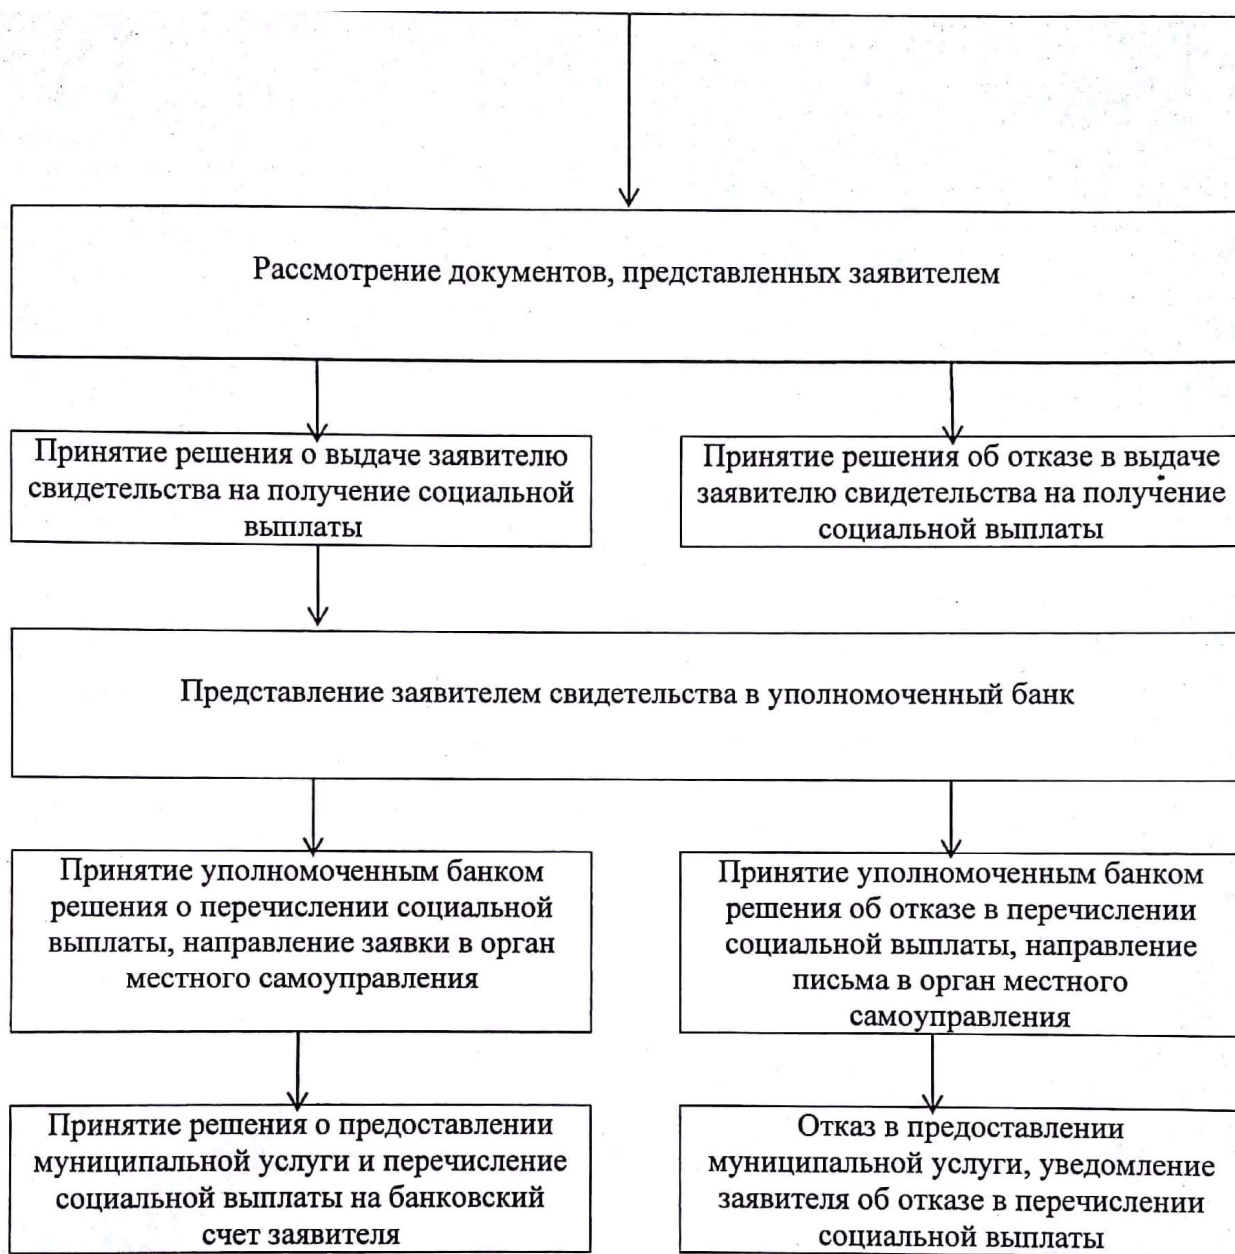 Рассмотрение документов, представленных заявителем
Принятие решения о выдаче заявителю
свидетельства на получение социальной
выплаты
Принятие решения об отказе в выдаче
заявителю свидетельства на получение
социальной выплаты
Представление заявителем свидетельства в уполномоченный банк
Принятие уполномоченным банком
решения о перечислении социальной
выплаты, направление заявки в орган
местного самоуправления
Принятие уполномоченным банком
решения об отказе в перечислении
социальной выплаты, направление
письма в орган местного
самоуправления
Принятие решения о предоставлении
муниципальной услуги и перечисление
социальной выплаты на банковский
счет заявителя
Отказ в предоставлении
муниципальной услуги, уведомление
заявителя об отказе в перечислении
социальной выплаты